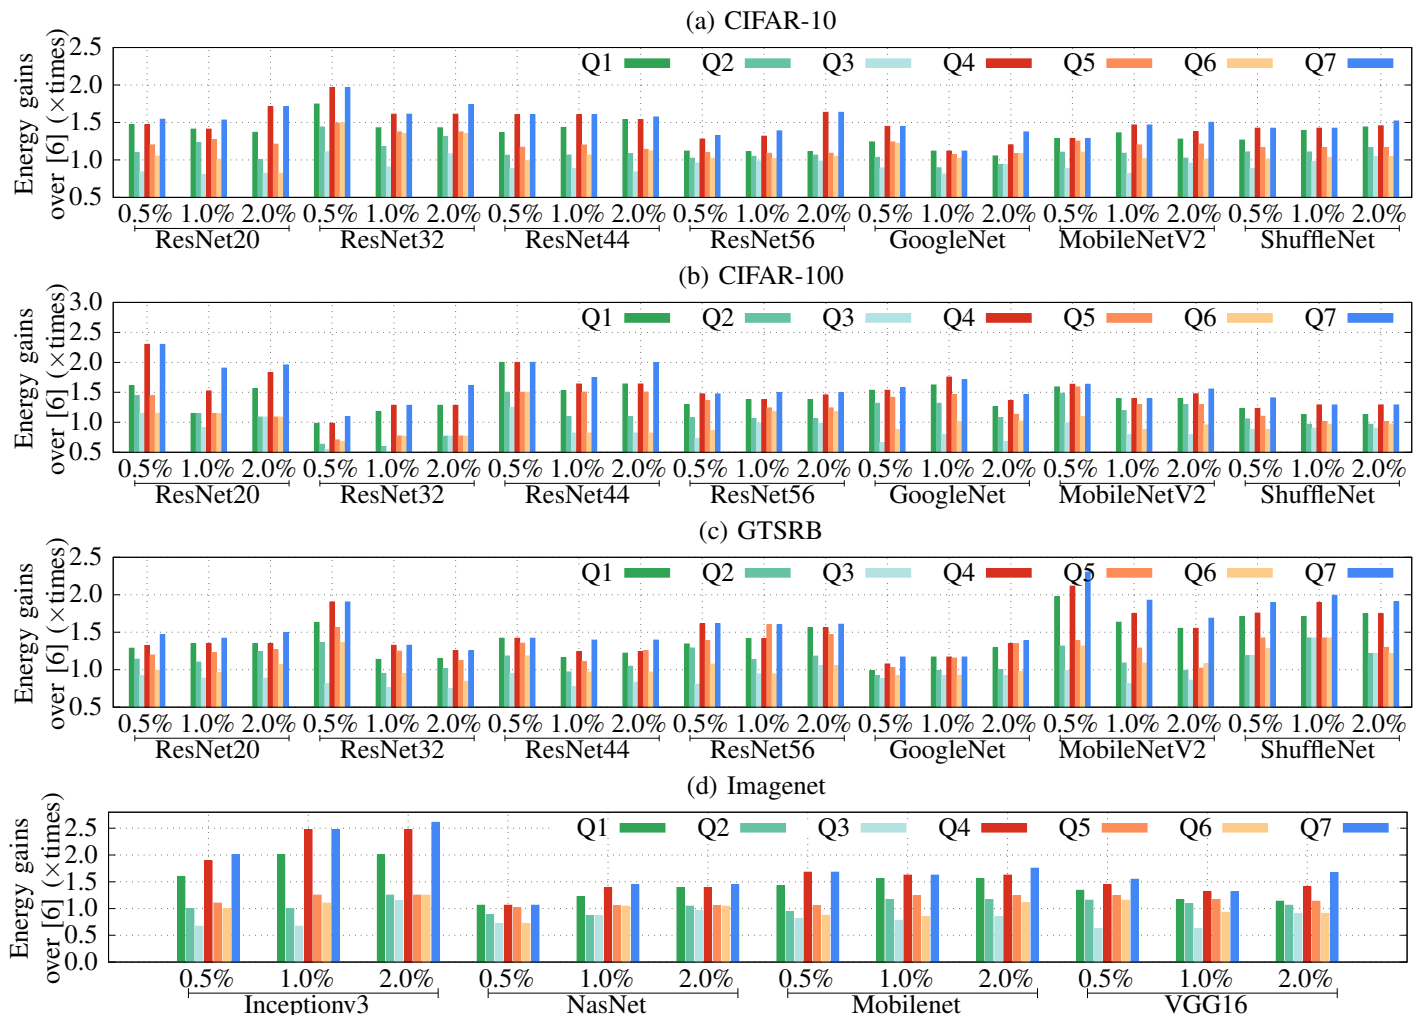 (a) CIFAR-10
Energy gains
over [6] (×times)
2.5
2.0
1.5
1.0
0.5
Q1 Q2 Q3 Q4 Q5 Q6 Q7
0.5% 1.0% 2.0% 0.5% 1.0% 2.0% 0.5% 1.0% 2.0% 0.5% 1.0% 2.0% 0.5% 1.0% 2.0% 0.5% 1.0% 2.0% 0.5% 1.0% 2.0%
ResNet20 ResNet32 ResNet44 ResNet56 GoogleNet MobileNetV2 ShuffleNet
(b) CIFAR-100
Energy gains
over [6] (×times)
3.0
2.5
2.0
1.5
1.0
0.5
Q1 Q2 Q3 Q4 Q5 Q6 Q7
0.5% 1.0% 2.0% 0.5% 1.0% 2.0% 0.5% 1.0% 2.0% 0.5% 1.0% 2.0% 0.5% 1.0% 2.0% 0.5% 1.0% 2.0% 0.5% 1.0% 2.0%
ResNet20 ResNet32 ResNet44 ResNet56 GoogleNet MobileNetV2 ShuffleNet
(c) GTSRB
Energy gains
over [6] (×times)
2.5
2.0
1.5
1.0
0.5
Q1 Q2 Q3 Q4 Q5 Q6 Q7
0.5% 1.0% 2.0% 0.5% 1.0% 2.0% 0.5% 1.0% 2.0% 0.5% 1.0% 2.0% 0.5% 1.0% 2.0% 0.5% 1.0% 2.0% 0.5% 1.0% 2.0%
ResNet20 ResNet32 ResNet44 ResNet56 GoogleNet MobileNetV2 ShuffleNet
(d) Imagenet
Energy gains
over [6] (×times)
2.5
2.0
1.5
1.0
0.5
0.0
Q1 Q2 Q3 Q4 Q5 Q6 Q7
0.5% 1.0% 2.0% 0.5% 1.0% 2.0% 0.5% 1.0% 2.0% 0.5% 1.0% 2.0%
Inceptionv3 NasNet Mobilenet VGG16